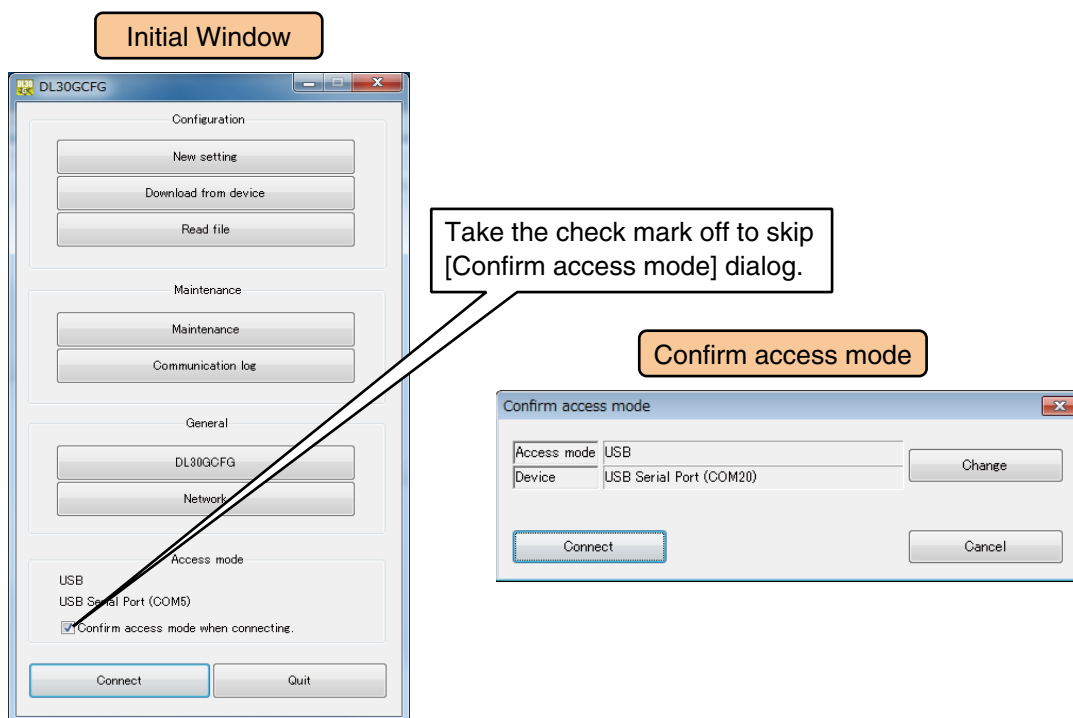 Initial Window
DL30GCFG
Configuration
New setting
Download from device
Read file
Maintenance
Maintenance
Communication log
General
DL30GCFG
Network
Access mode
USB
USB Serial Port (COM5)
Confirm access mode when connecting.
Connect
Quit
Take the check mark off to skip
[Confirm access mode] dialog.
Confirm access mode
Confirm access mode
Access mode USB
Device USB Serial Port (COM20)
Change
Connect
Cancel